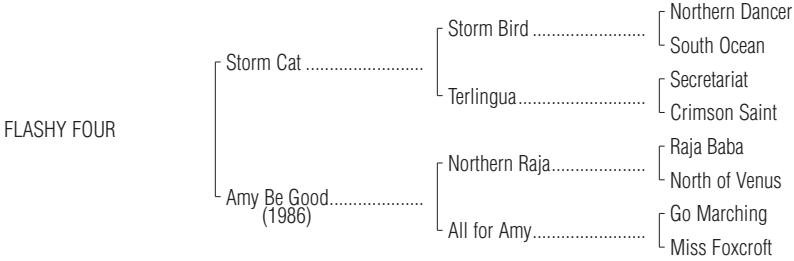 Northern Dancer
Storm Bird ........................
South Ocean
Storm Cat .........................
Secretariat
Terlingua...........................
Crimson Saint
FLASHY FOUR
Raja Baba
Northern Raja....................
North of Venus
Amy Be Good....................
(1986)
Go Marching
All for Amy........................
Miss Foxcroft